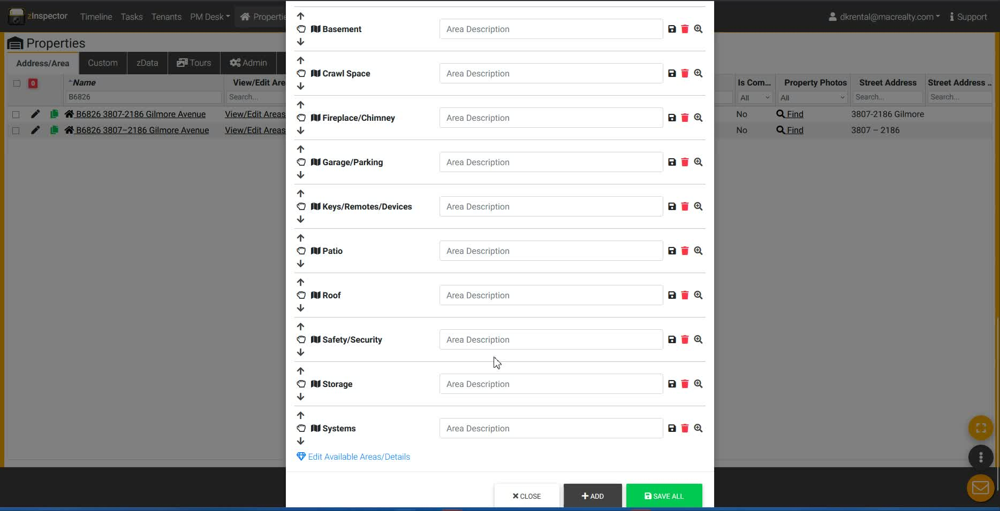 zInspector
Timeline
Tasks
Tenants
PM Desk
Properti
dkrental@macrealty.com
Support
Properties
Address/Area
Custom
zData
Tours
Admin
0
Name
View/Edit Are
Is Com...
Property Photos
Street Address
Street Address ..
B6826
Search...
All
All
Search...
Search...
B6826 3807-2186 Gilmore Avenue
View/Edit Areas
No
Find
3807-2186 Gilmore
B6826 3807–2186 Gilmore Avenue
View/Edit Areas
No
Find
3807 – 2186
Basement
Area Description
Crawl Space
Area Description
Fireplace/Chimney
Area Description
Garage/Parking
Area Description
Keys/Remotes/Devices
Area Description
Patio
Area Description
Roof
Area Description
Safety/Security
Area Description
Storage
Area Description
Systems
Area Description
Edit Available Areas/Details
CLOSE
ADD
SAVE ALL